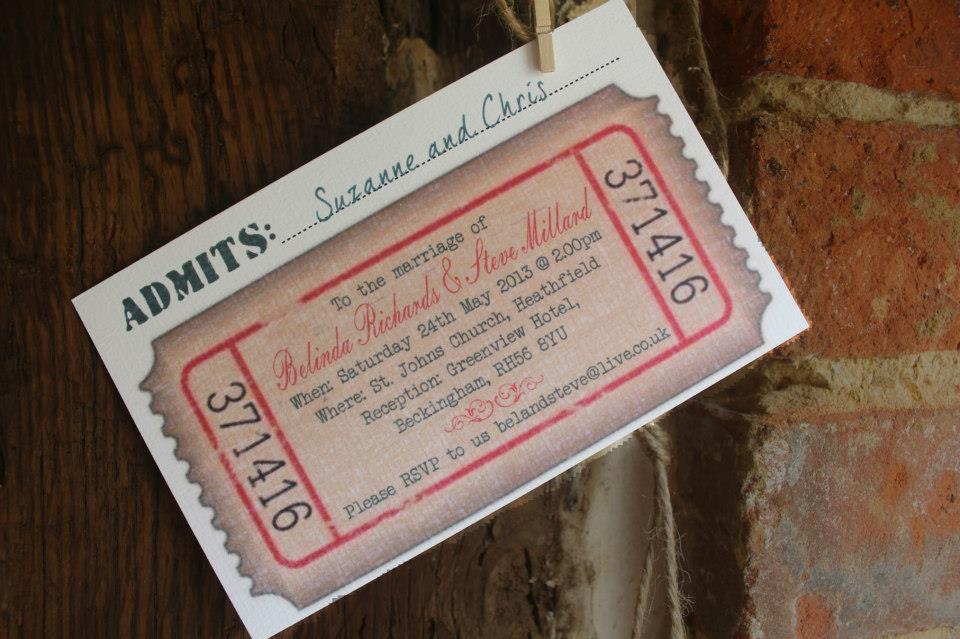 ADMITS: Suzanne and Chris
To the marriage of
Belinda Richards & Steve Millard
When: Saturday 24th May 2013 @ 2.00pm
Where: St. Johns Church, Heathfield
Reception: Greenview Hotel,
Beckingham, RH56 8YU
Please RSVP to us belandsteve@live.co.uk
371416
371416